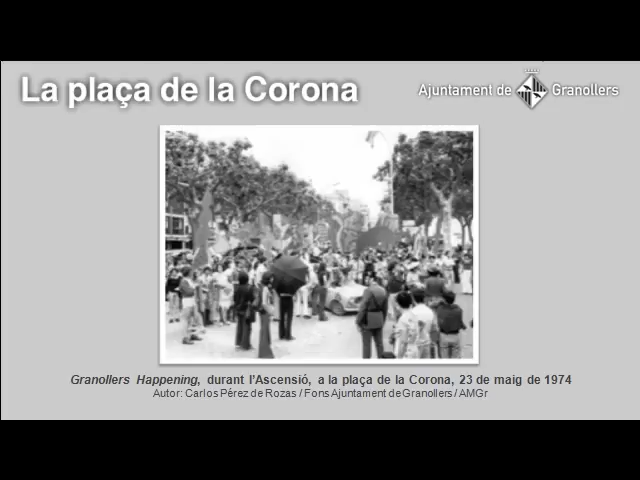 La plaça de la Corona
Ajuntament de Granollers
Granollers Happening, durant l'Ascensió, a la plaça de la Corona, 23 de maig de 1974
Autor: Carlos Pérez de Rozas / Fons Ajuntament de Granollers / AMGr